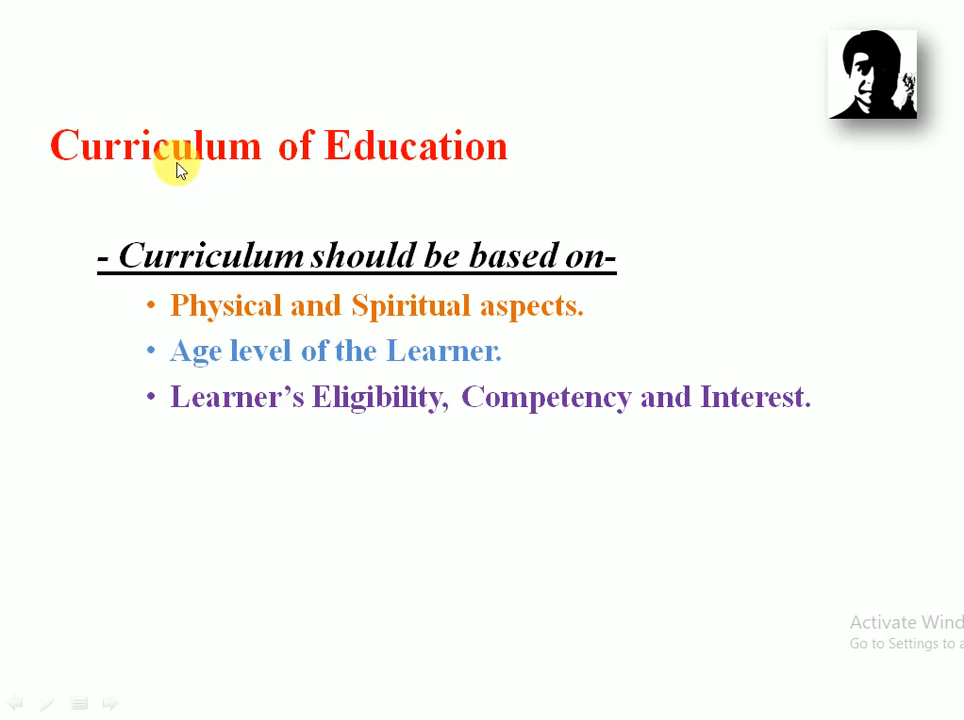 Curriculum of Education
- Curriculum should be based on-
• Physical and Spiritual aspects.
• Age level of the Learner.
• Learner's Eligibility, Competency and Interest.
Activate Wind
Go to Settings to a